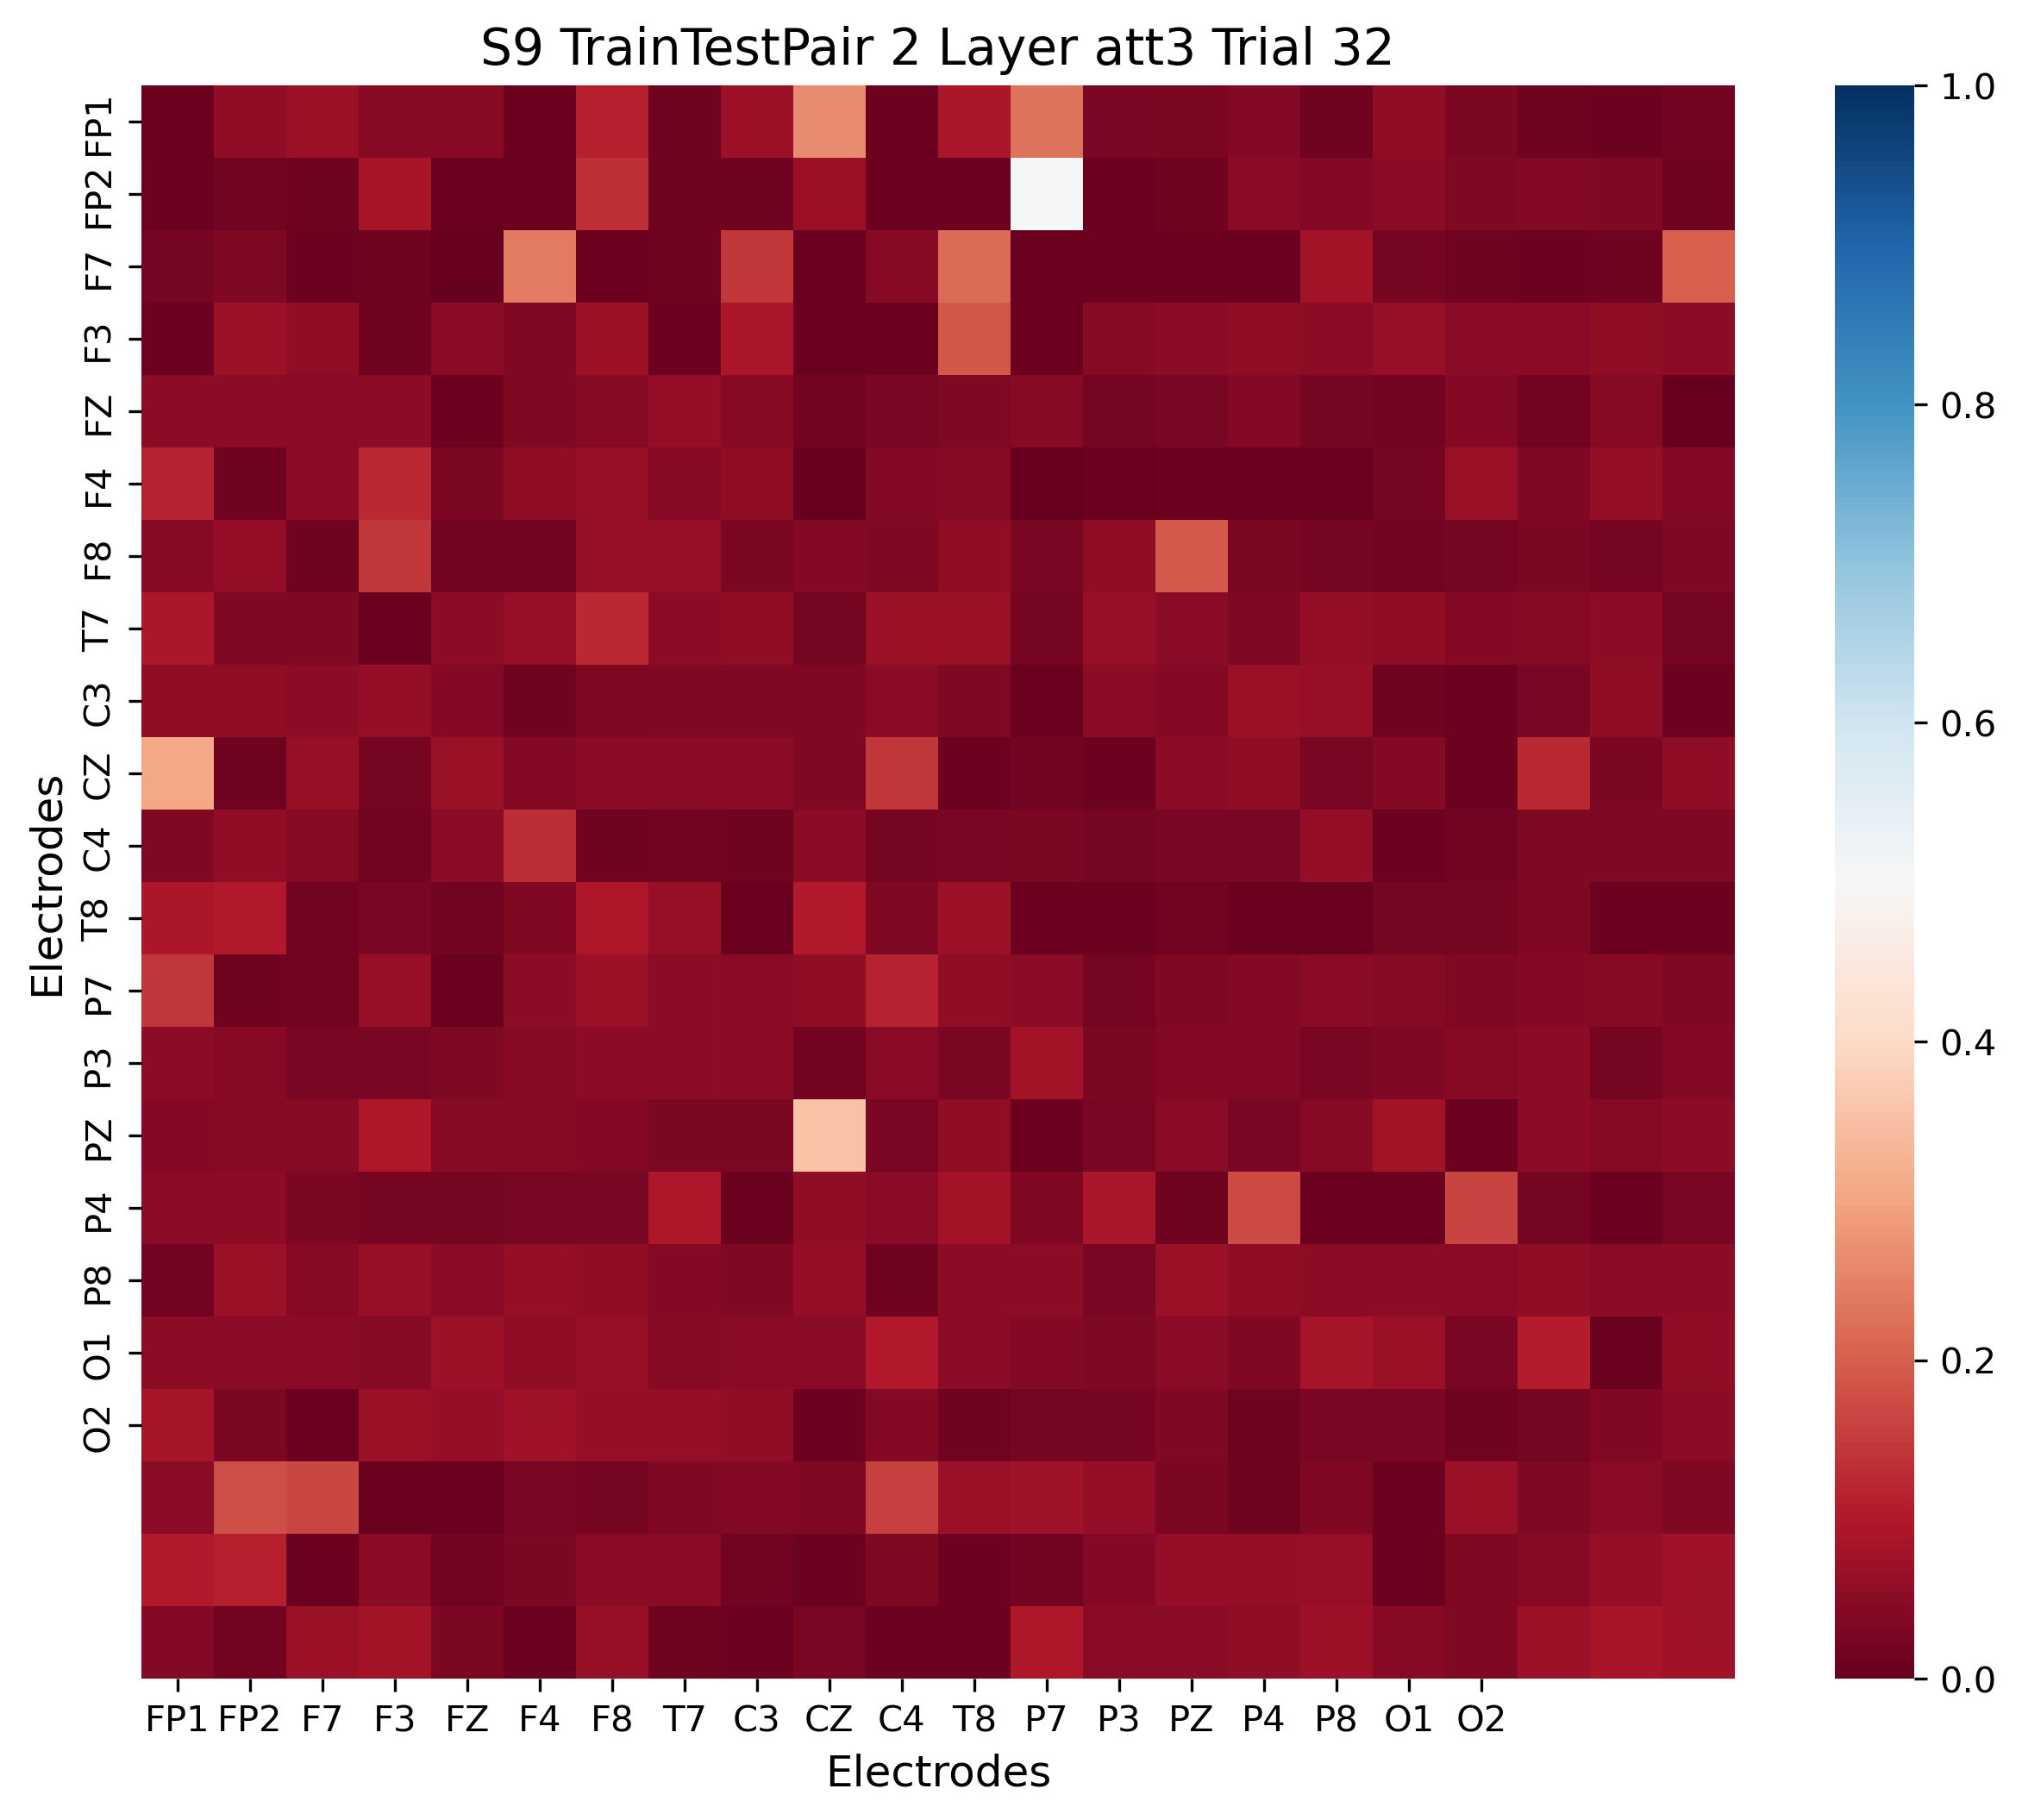 S9 TrainTestPair 2 Layer att3 Trial 32
Electrodes
FP1
FP2
F7
F3
FZ
F4
F8
T7
C3
CZ
C4
T8
P7
P3
PZ
P4
P8
O1
O2
FP1 FP2 F7 F3 FZ F4 F8 T7 C3 CZ C4 T8 P7 P3 PZ P4 P8 O1 O2
Electrodes
1.0
0.8
0.6
0.4
0.2
0.0